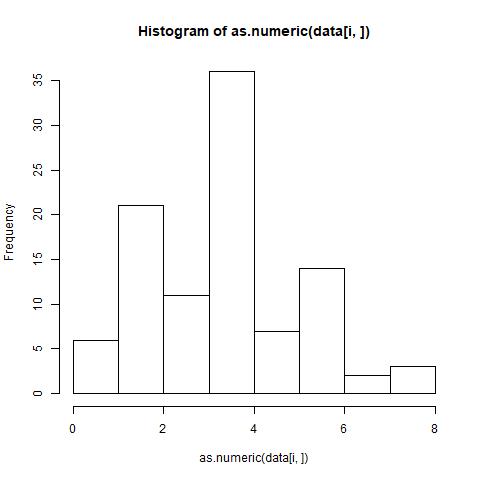 Histogram of as.numeric(data[i, ])
Frequency
35
30
25
20
15
10
5
0
0 2 4 6 8
as.numeric(data[i, ])